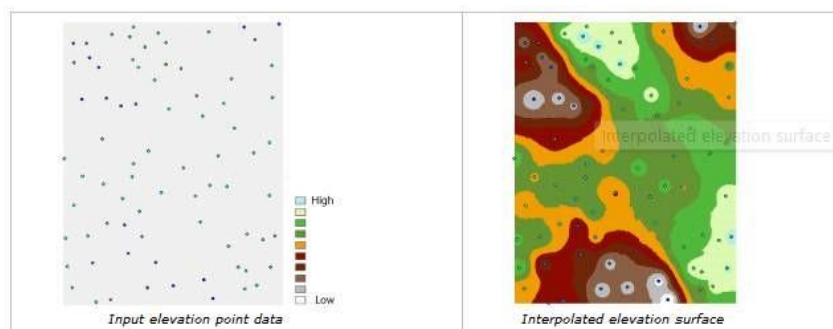 High
Low
Interpolated elevation surface
Input elevation point data
Interpolated elevation surface